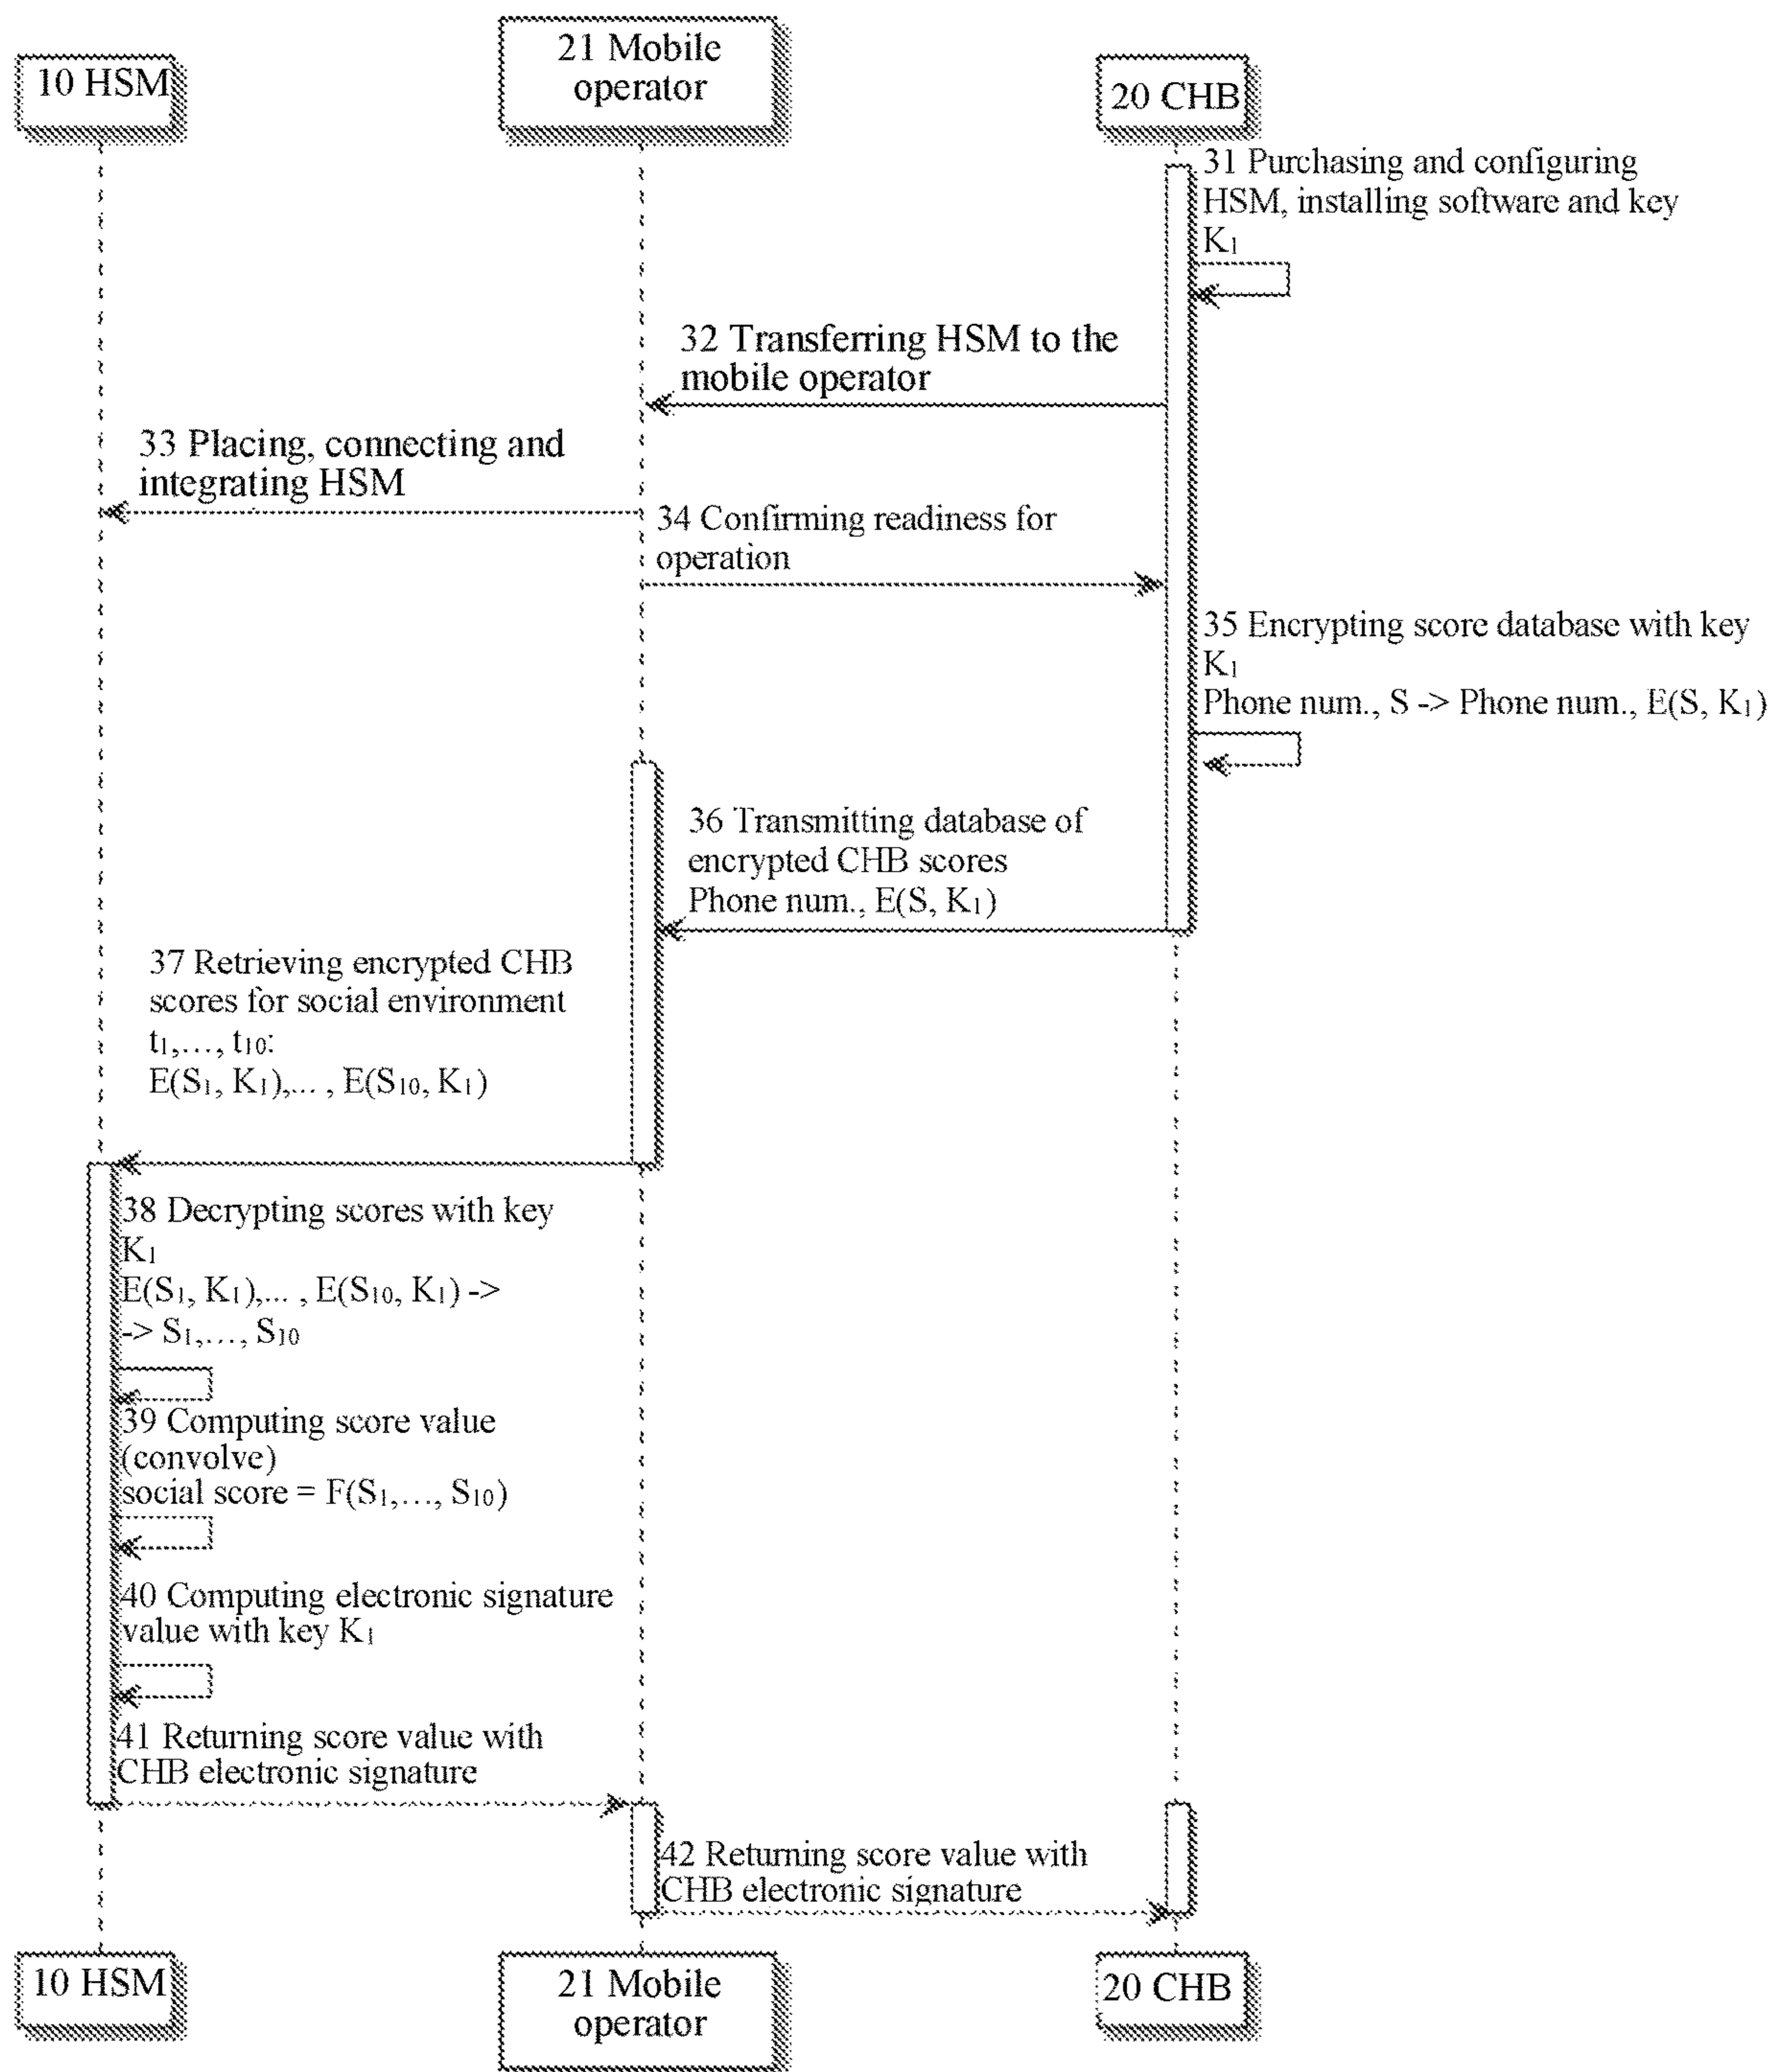 10 HSM
21 Mobile
operator
20 CHB
31 Purchasing and configuring
HSM, installing software and key
K₁
32 Transferring HSM to the
mobile operator
33 Placing, connecting and
integrating HSM
34 Confirming readiness for
operation
35 Encrypting score database with key
K₁
Phone num., S -> Phone num., E(S, K₁)
36 Transmitting database of
encrypted CHB scores
Phone num., E(S, K₁)
37 Retrieving encrypted CHB
scores for social environment
t₁,…, t₁₀:
E(S₁, K₁),... , E(S₁₀, K₁)
38 Decrypting scores with key
K₁
E(S₁, K₁),... , E(S₁₀, K₁) ->
-> S₁,…, S₁₀
39 Computing score value
(convolve)
social score = F(S₁,…, S₁₀)
40 Computing electronic signature
value with key K₁
41 Returning score value with
CHB electronic signature
42 Returning score value with
CHB electronic signature
10 HSM
21 Mobile
operator
20 CHB